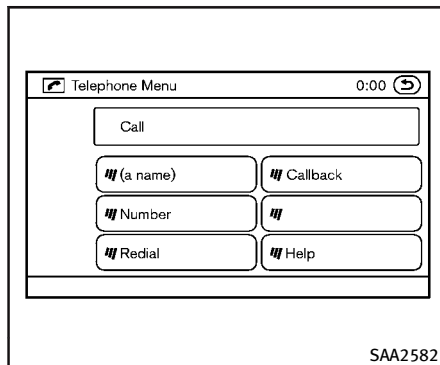 Telephone Menu 0:00
Call
(a name) Callback
Number
Redial Help
SAA2582